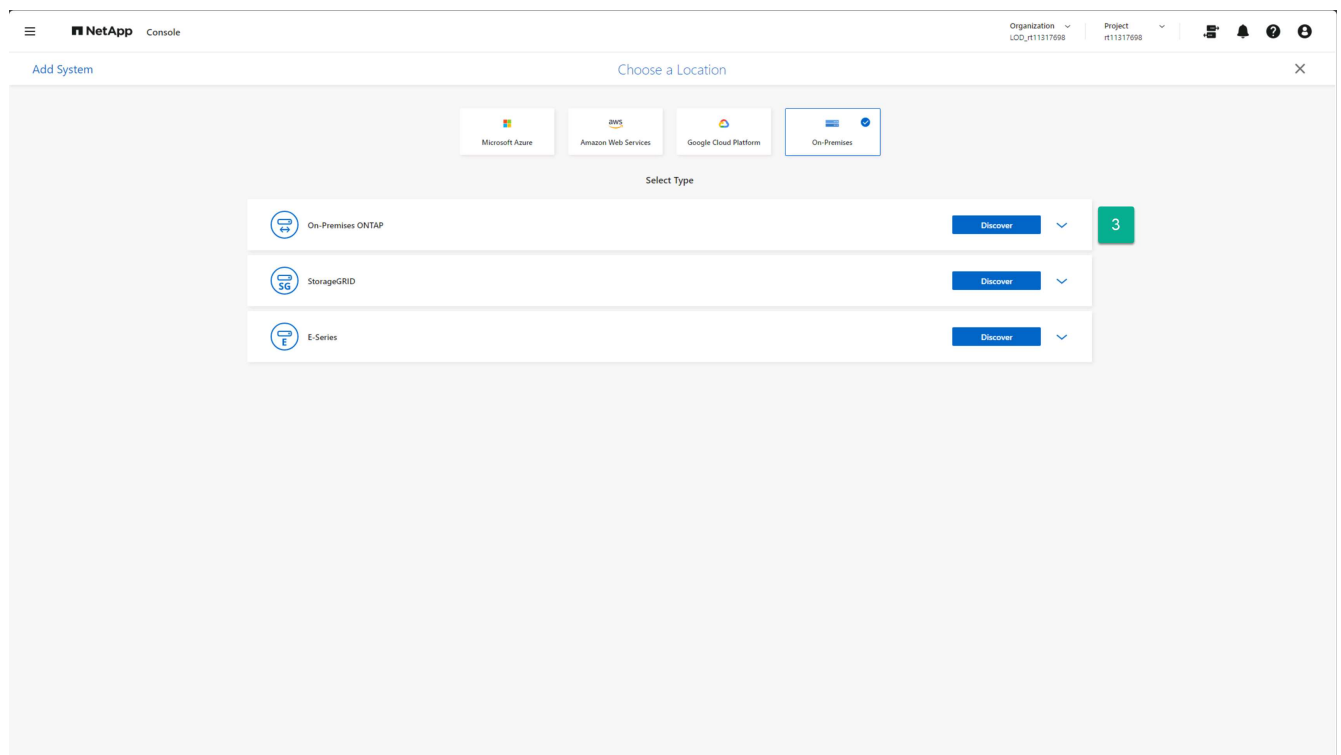 NetApp Console
Organization
LOD_rt11317698
Project
rt11317698
Add System
Choose a Location
Microsoft Azure
aws
Amazon Web Services
Google Cloud Platform
On-Premises
Select Type
On-Premises ONTAP
Discover
3
SG
StorageGRID
Discover
E
E-Series
Discover